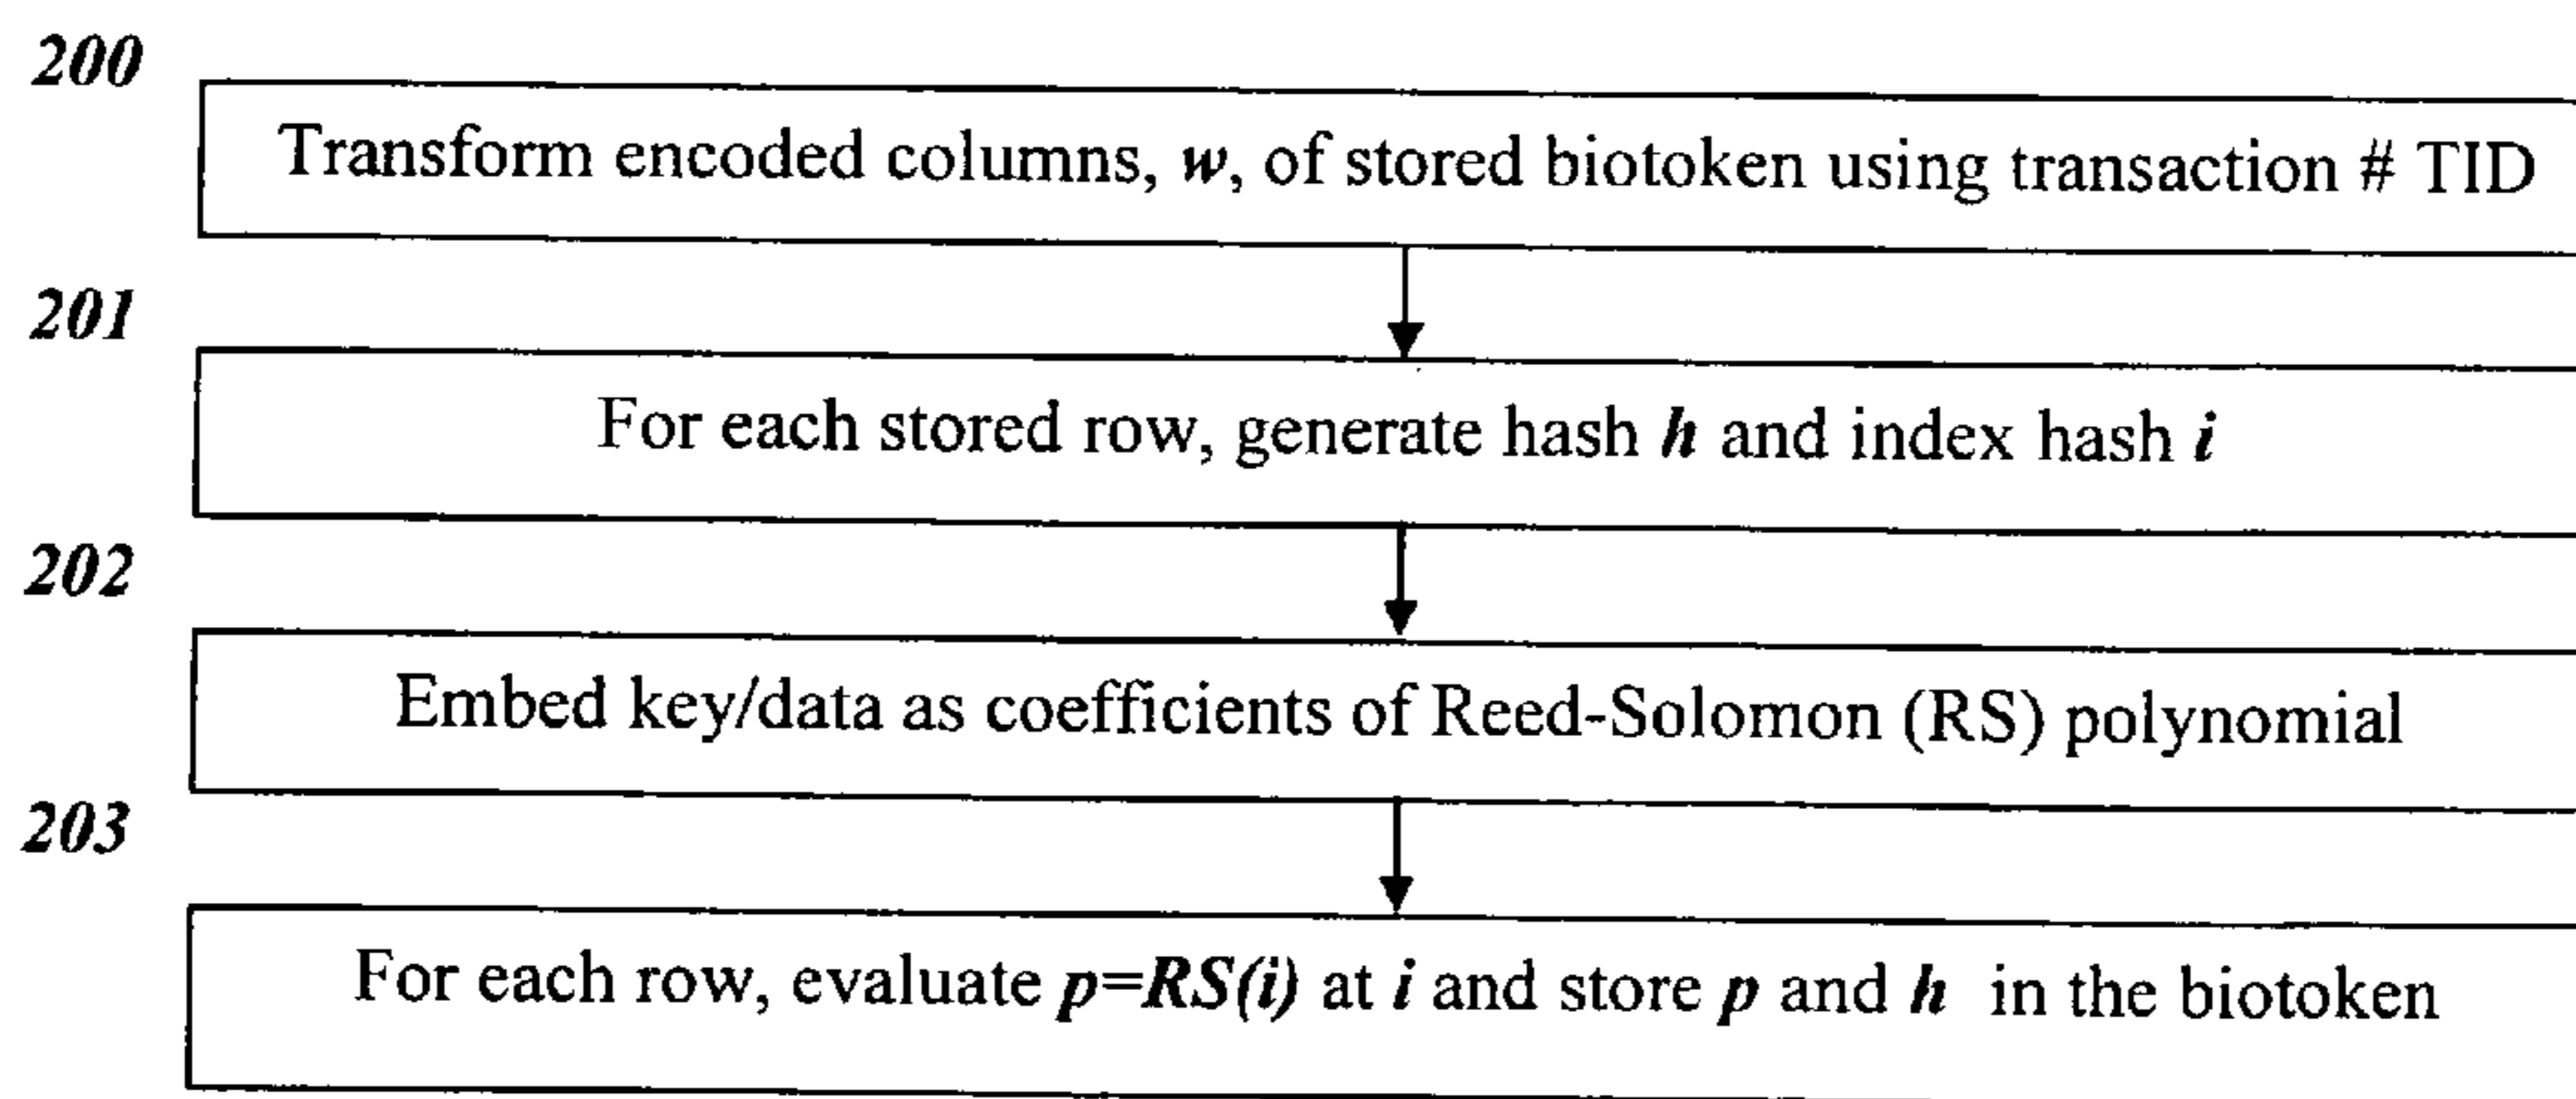 200
Transform encoded columns, w, of stored biotoken using transaction # TID
201
For each stored row, generate hash h and index hash i
202
Embed key/data as coefficients of Reed-Solomon (RS) polynomial
203
For each row, evaluate p=RS(i) at i and store p and h in the biotoken